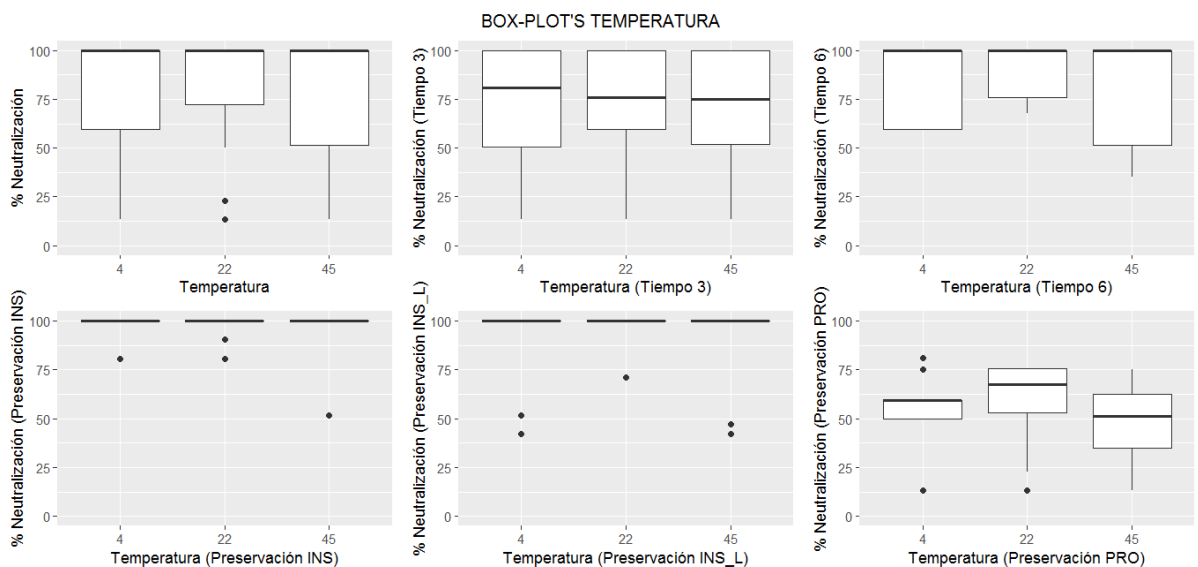 BOX-PLOT'S TEMPERATURA
% Neutralización
100
75
50
25
0
4 22 45
Temperatura
% Neutralización (Tiempo 3)
100
75
50
25
0
4 22 45
Temperatura (Tiempo 3)
% Neutralización (Tiempo 6)
100
75
50
25
0
4 22 45
Temperatura (Tiempo 6)
% Neutralización (Preservación INS)
100
75
50
25
0
4 22 45
Temperatura (Preservación INS)
% Neutralización (Preservación INS_L)
100
75
50
25
0
4 22 45
Temperatura (Preservación INS_L)
% Neutralización (Preservación PRO)
100
75
50
25
0
4 22 45
Temperatura (Preservación PRO)